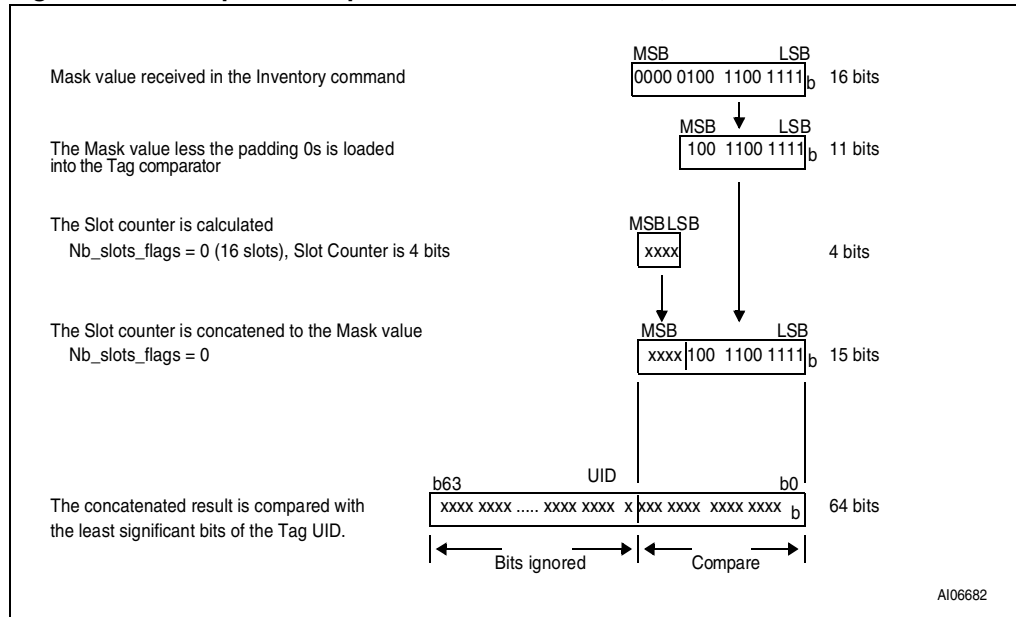 MSB LSB
Mask value received in the Inventory command 0000 0100 1100 1111 b 16 bits
MSB LSB
The Mask value less the padding 0s is loaded 100 1100 1111 b 11 bits
into the Tag comparator
The Slot counter is calculated MSB LSB
Nb_slots_flags = 0 (16 slots), Slot Counter is 4 bits xxxx 4 bits
The Slot counter is concatened to the Mask value MSB LSB
Nb_slots_flags = 0 xxxx 100 1100 1111 b 15 bits
b63 UID b0
The concatenated result is compared with xxxx xxxx ..... xxxx xxxx x xxx xxxx xxxx xxxx b 64 bits
the least significant bits of the Tag UID.
Bits ignored Compare
AI06682